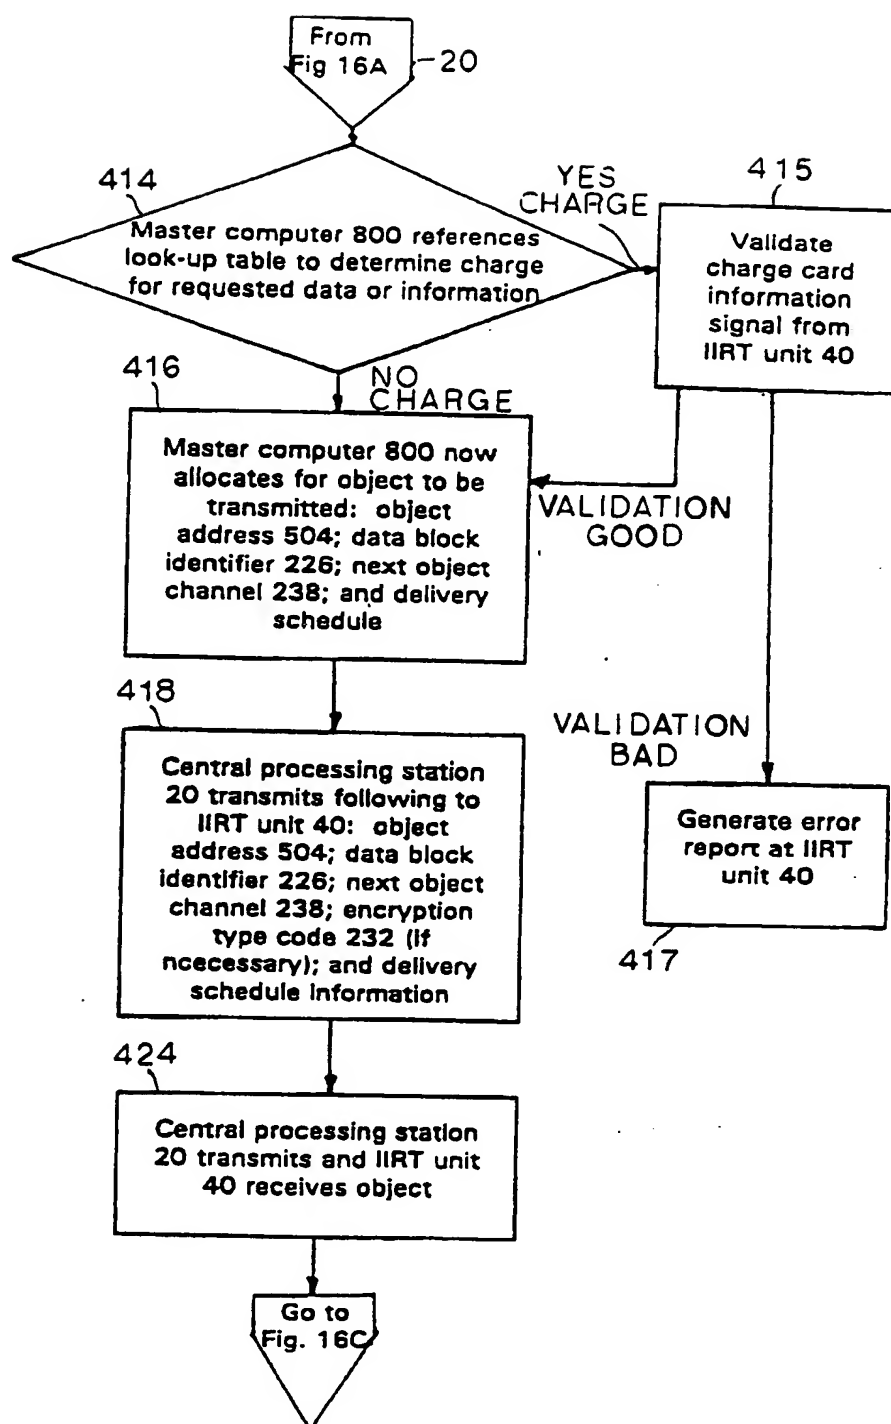 From
Fig 16A
20
414
Master computer 800 references
look-up table to determine charge
for requested data or information
YES
CHARGE
415
Validate
charge card
information
signal from
IIRT unit 40
416
NO
CHARGE
Master computer 800 now
allocates for object to be
transmitted: object
address 504; data block
identifier 226; next object
channel 238; and delivery
schedule
VALIDATION
GOOD
418
VALIDATION
BAD
Central processing station
20 transmits following to
IIRT unit 40: object
address 504; data block
identifier 226; next object
channel 238; encryption
type code 232 (if
ncecessary); and delivery
schedule information
Generate error
report at IIRT
unit 40
417
424
Central processing station
20 transmits and IIRT unit
40 receives object
Go to
Fig. 16C